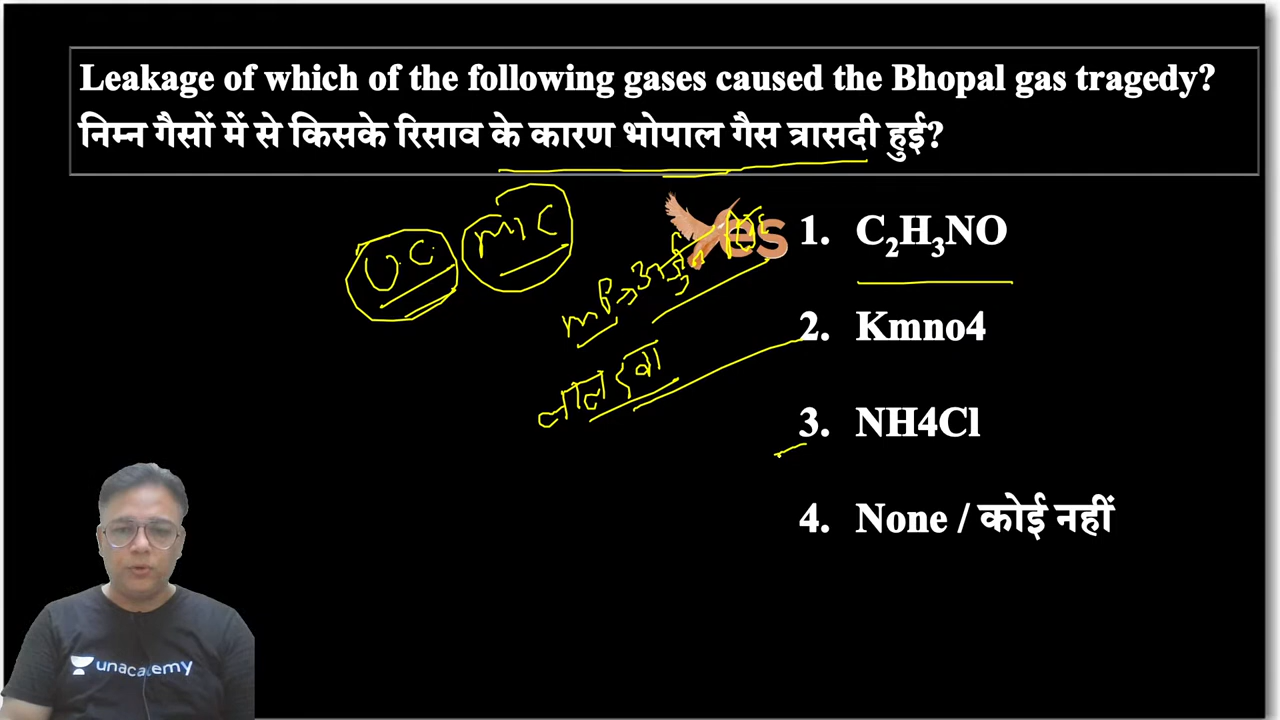 Leakage of which of the following gases caused the Bhopal gas tragedy?
निम्न गैसों में से किसके रिसाव के कारण भोपाल गैस त्रासदी हुई?
UC MIC
1. C₂H₃NO
2. Kmno4
3. NH4Cl
4. None / कोई नहीं
mp →
लाल दवा
unacademy